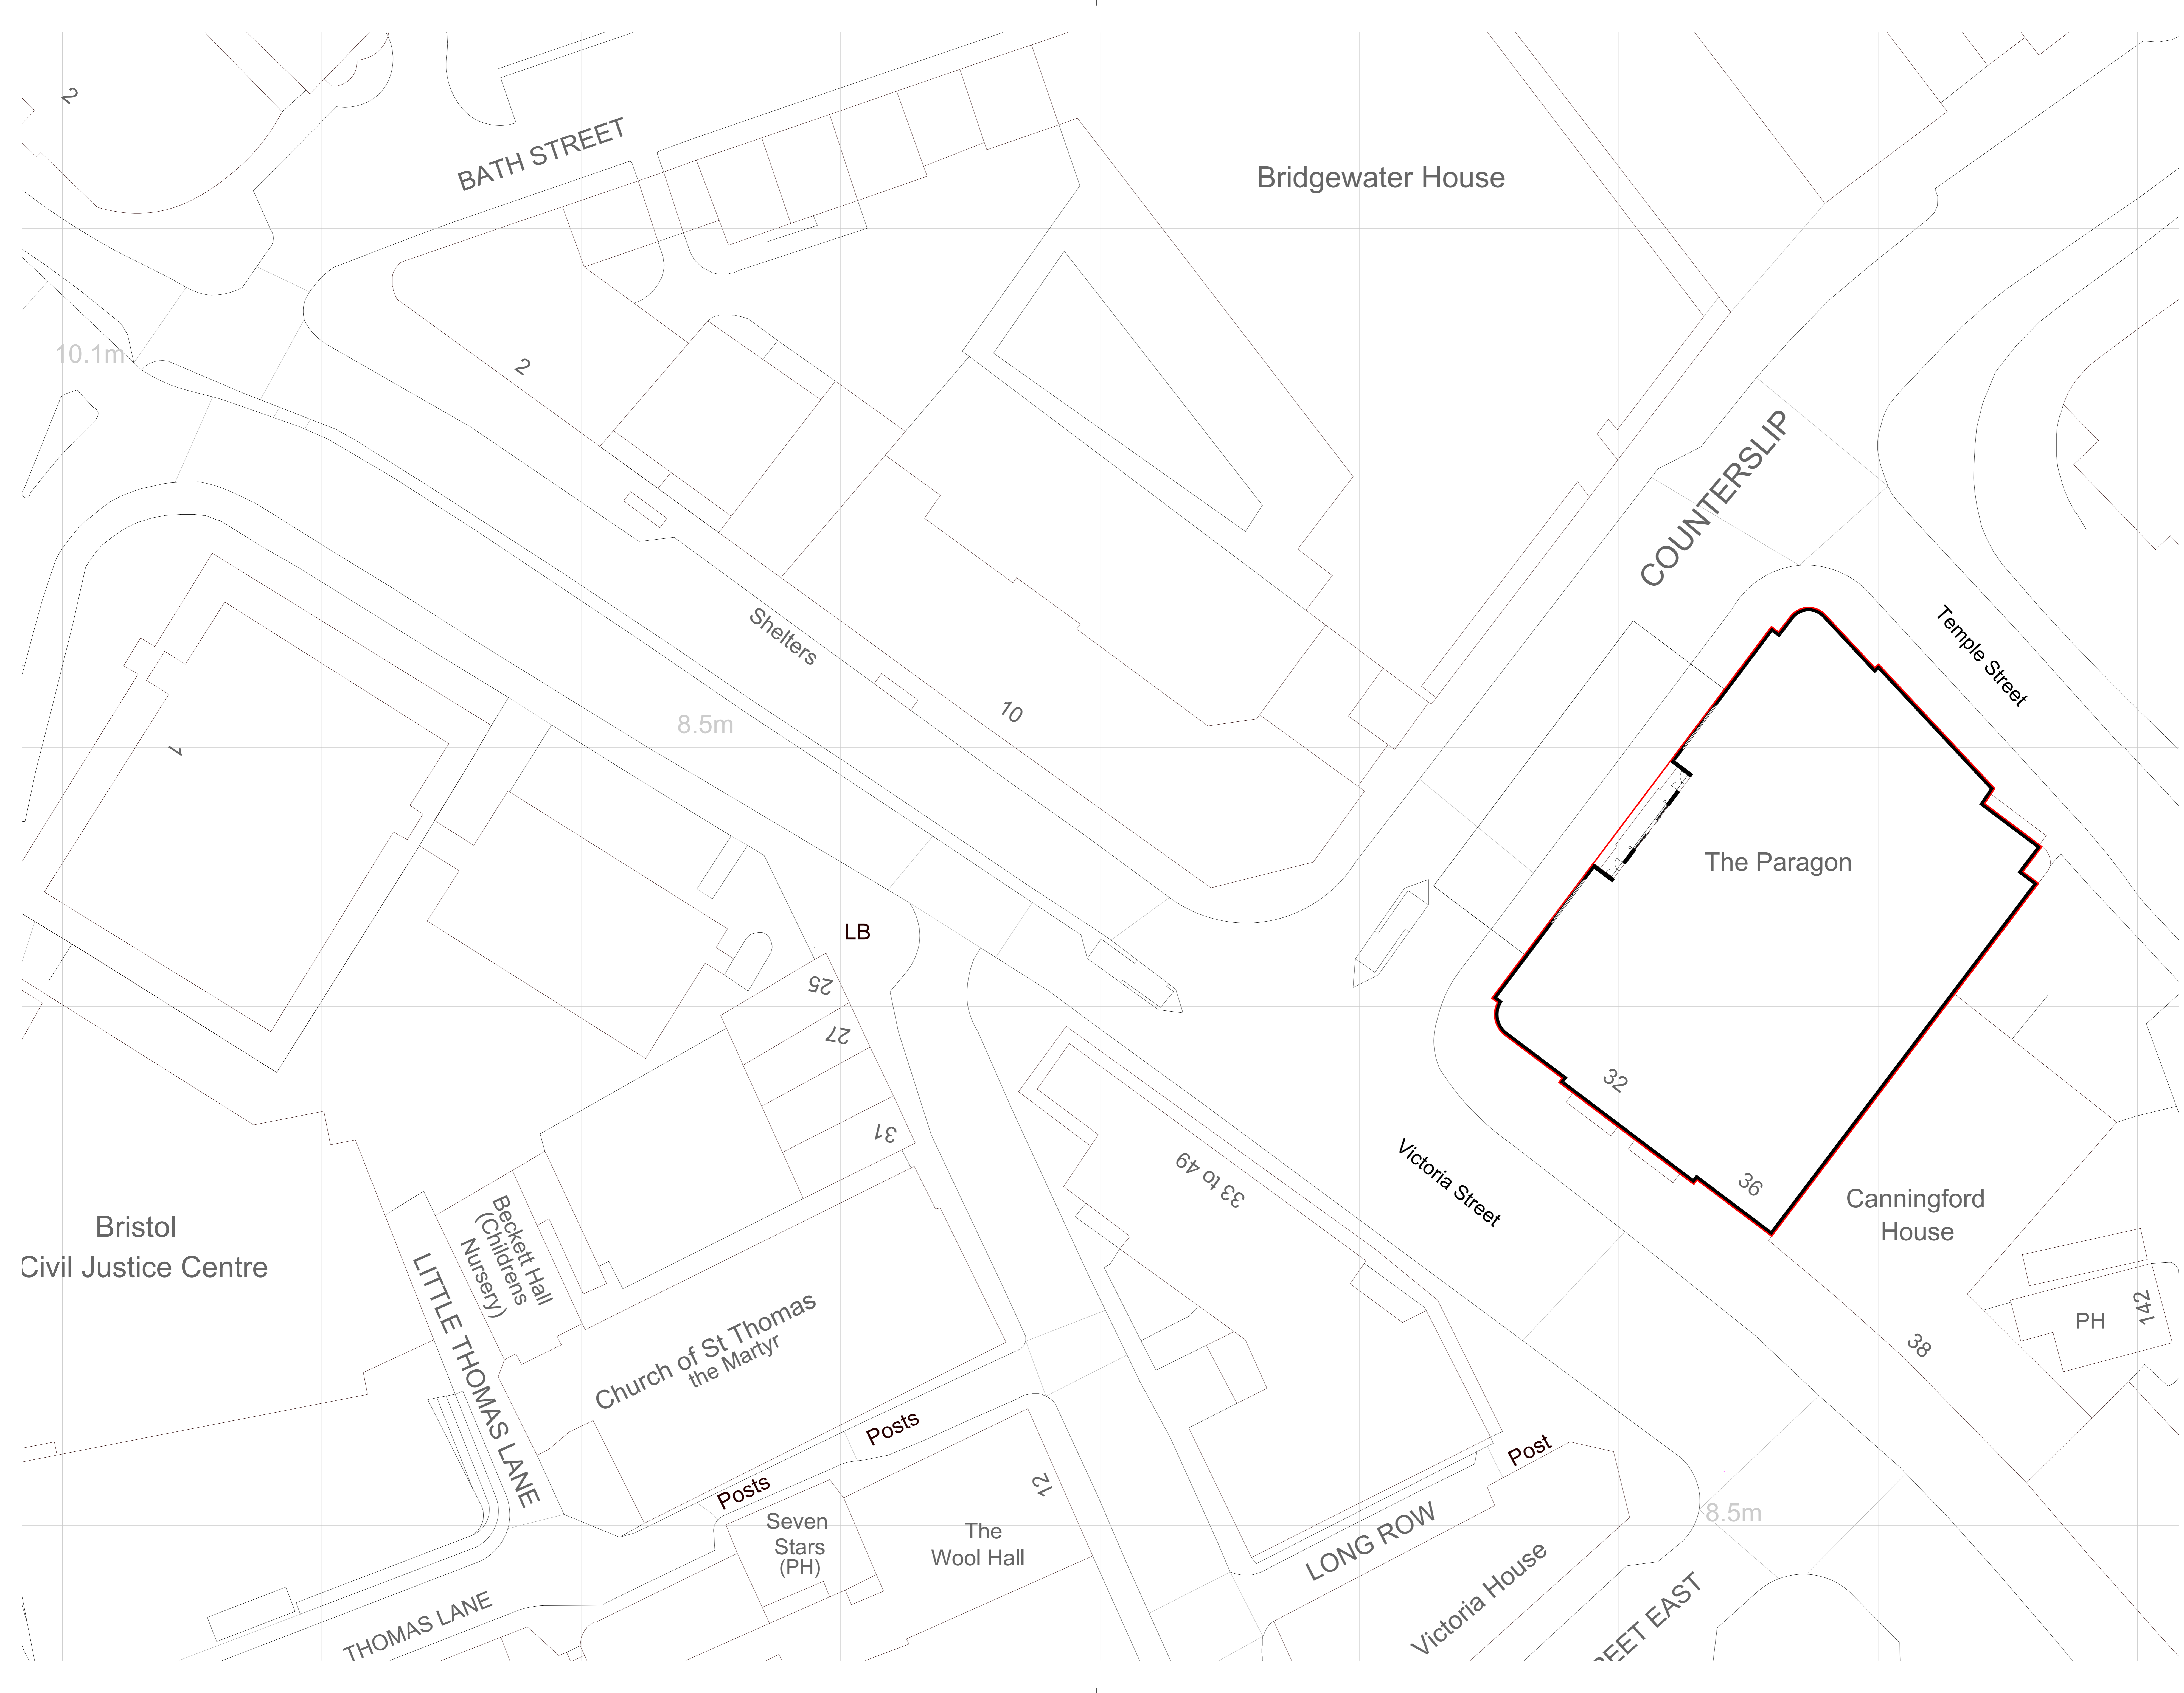 2
BATH STREET
Bridgewater House
10.1m
2
COUNTERSLIP
Shelters
Temple Street
10
8.5m
1
The Paragon
LB
25
27
32
31
33 to 49
Victoria Street
36
Canningford
House
Bristol
Civil Justice Centre
Beckett Hall
(Childrens
Nursery)
LITTLE THOMAS LANE
Church of St Thomas
the Martyr
142
PH
38
Posts
Post
Posts
12
8.5m
Seven
Stars
(PH)
The
Wool Hall
LONG ROW
Victoria House
THOMAS LANE
REET EAST